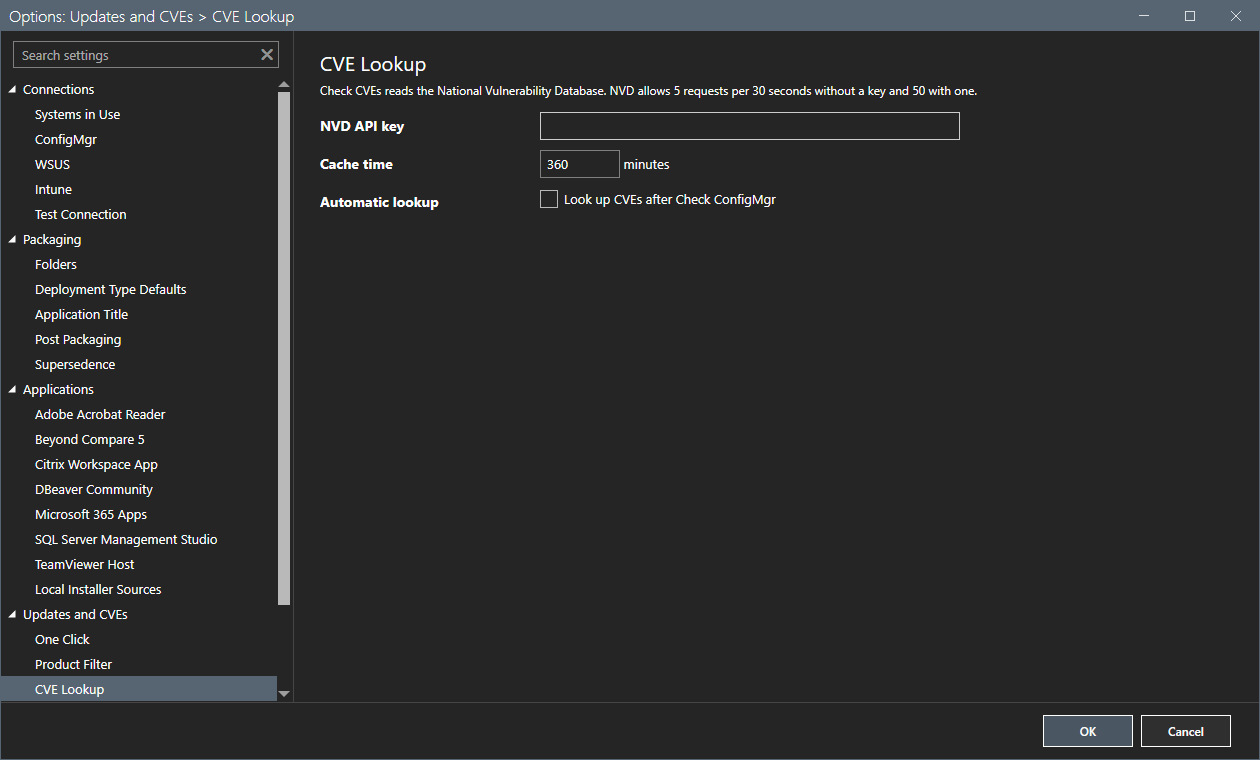 Options: Updates and CVEs > CVE Lookup
Search settings
Connections
Systems in Use
ConfigMgr
WSUS
Intune
Test Connection
Packaging
Folders
Deployment Type Defaults
Application Title
Post Packaging
Supersedence
Applications
Adobe Acrobat Reader
Beyond Compare 5
Citrix Workspace App
DBeaver Community
Microsoft 365 Apps
SQL Server Management Studio
TeamViewer Host
Local Installer Sources
Updates and CVEs
One Click
Product Filter
CVE Lookup
CVE Lookup
Check CVEs reads the National Vulnerability Database. NVD allows 5 requests per 30 seconds without a key and 50 with one.
NVD API key
Cache time 360 minutes
Automatic lookup Look up CVEs after Check ConfigMgr
OK Cancel